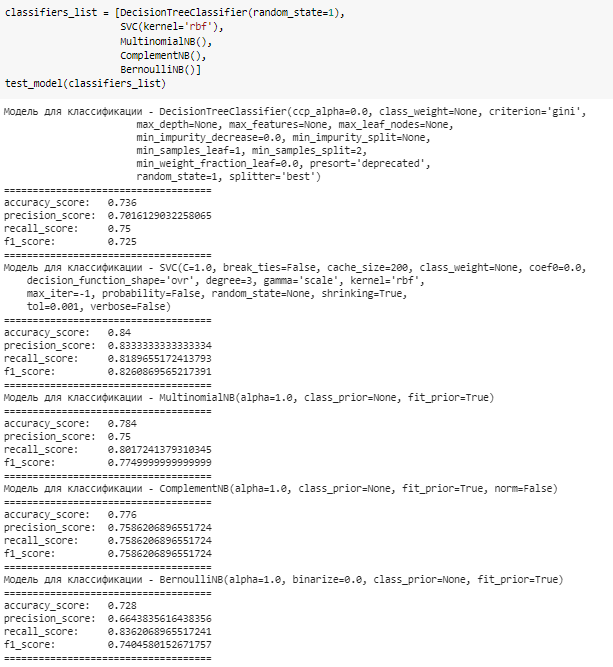 classifiers_list = [DecisionTreeClassifier(random_state=1),
SVC(kernel='rbf'),
MultinomialNB(),
ComplementNB(),
BernoulliNB()]
test_model(classifiers_list)
Модель для классификации - DecisionTreeClassifier(ccp_alpha=0.0, class_weight=None, criterion='gini',
max_depth=None, max_features=None, max_leaf_nodes=None,
min_impurity_decrease=0.0, min_impurity_split=None,
min_samples_leaf=1, min_samples_split=2,
min_weight_fraction_leaf=0.0, presort='deprecated',
random_state=1, splitter='best')
===================================
accuracy_score: 0.736
precision_score: 0.7016129032258065
recall_score: 0.75
f1_score: 0.725
===================================
Модель для классификации - SVC(C=1.0, break_ties=False, cache_size=200, class_weight=None, coef0=0.0,
decision_function_shape='ovr', degree=3, gamma='scale', kernel='rbf',
max_iter=-1, probability=False, random_state=None, shrinking=True,
tol=0.001, verbose=False)
===================================
accuracy_score: 0.84
precision_score: 0.8333333333333334
recall_score: 0.8189655172413793
f1_score: 0.8260869565217391
===================================
Модель для классификации - MultinomialNB(alpha=1.0, class_prior=None, fit_prior=True)
===================================
accuracy_score: 0.784
precision_score: 0.75
recall_score: 0.8017241379310345
f1_score: 0.7749999999999999
===================================
Модель для классификации - ComplementNB(alpha=1.0, class_prior=None, fit_prior=True, norm=False)
===================================
accuracy_score: 0.776
precision_score: 0.7586206896551724
recall_score: 0.7586206896551724
f1_score: 0.7586206896551724
===================================
Модель для классификации - BernoulliNB(alpha=1.0, binarize=0.0, class_prior=None, fit_prior=True)
===================================
accuracy_score: 0.728
precision_score: 0.6643835616438356
recall_score: 0.8362068965517241
f1_score: 0.7404580152671757
===================================